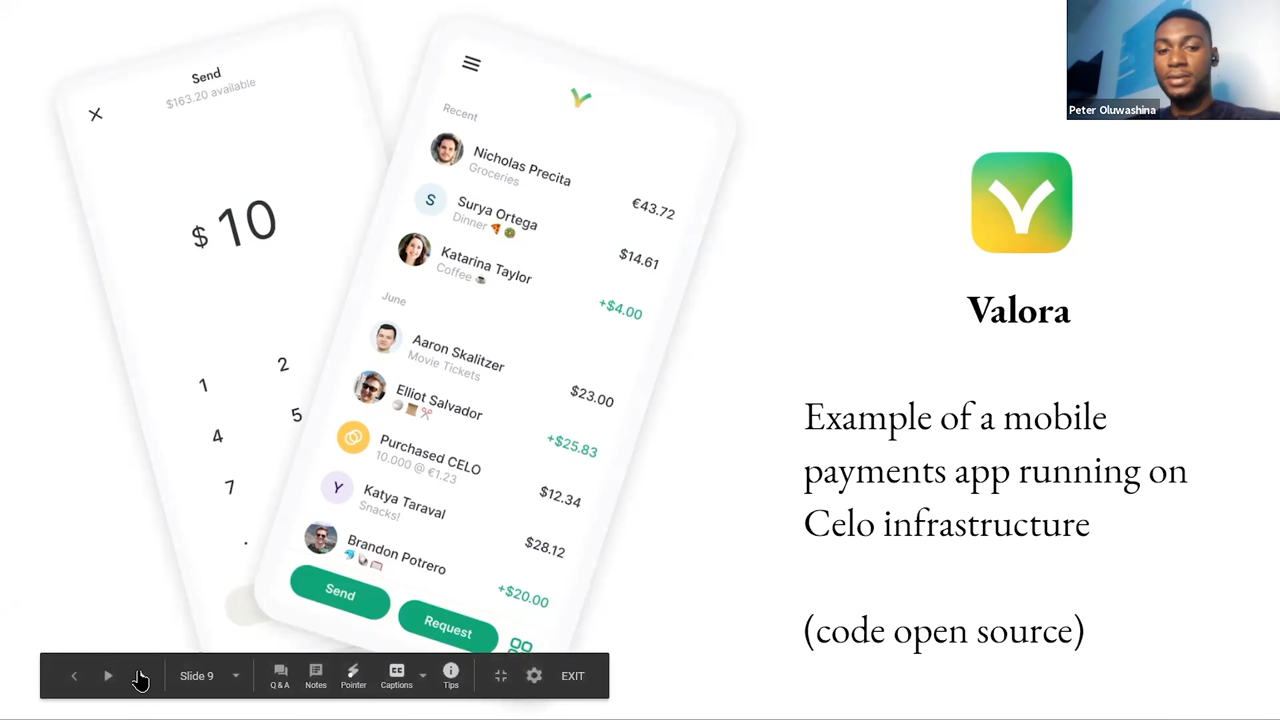 Send
$163.20 available
$ 10
1
2
4
5
7
.
Recent
Nicholas Precita
Groceries
€43.72
Surya Ortega
Dinner 🍕🥗
$14.61
S
Katarina Taylor
Coffee ☕
+$4.00
June
Aaron Skalitzer
Movie Tickets
$23.00
Elliot Salvador
+$25.83
Purchased CELO
10.000 @ €1.23
$12.34
Y
Katya Taraval
Snacks!
$28.12
Brandon Potrero
+$20.00
Send
Request
Peter Oluwashina
Valora
Example of a mobile
payments app running on
Celo infrastructure
(code open source)
Slide 9
Q & A
Notes
Pointer
Captions
Tips
EXIT